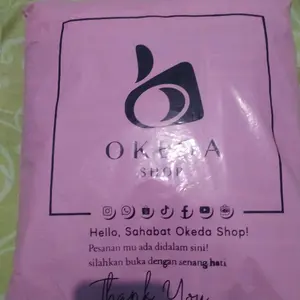 OKEDA
SHOP
Hello, Sahabat Okeda Shop!
Pesanan mu ada didalam sini!
silahkan buka dengan senang hati
Thank You